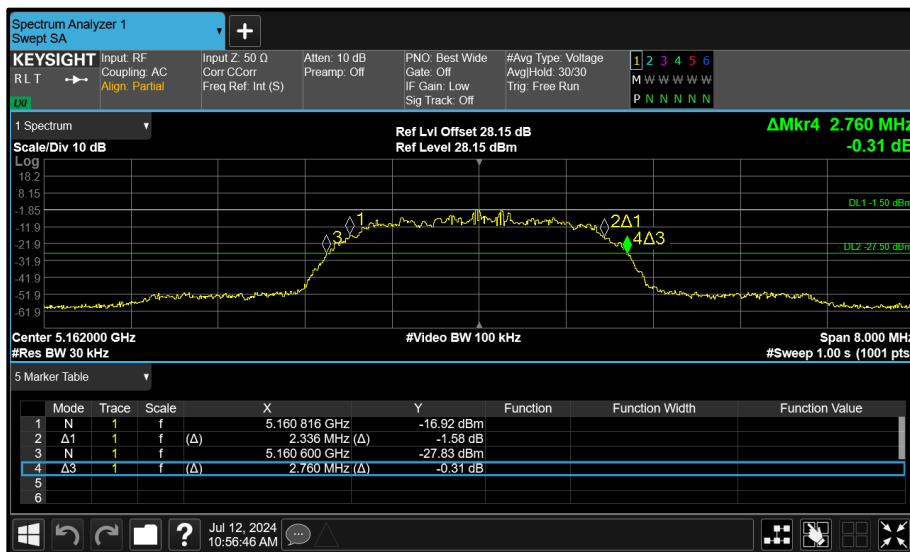 Spectrum Analyzer 1
Swept SA
+
KEYSIGHT
R L T
LXI
Input: RF
Coupling: AC
Align: Partial
Input Z: 50 Ω
Corr CCorr
Freq Ref: Int (S)
Atten: 10 dB
Preamp: Off
PNO: Best Wide
Gate: Off
IF Gain: Low
Sig Track: Off
#Avg Type: Voltage
Avg|Hold: 30/30
Trig: Free Run
1 2 3 4 5 6
M W W W W W
P N N N N N
1 Spectrum
Scale/Div 10 dB
Ref Lvl Offset 28.15 dB
Ref Level 28.15 dBm
ΔMkr4 2.760 MHz
-0.31 dB
Log
18.2
8.15
-1.85
-11.9
-21.9
-31.9
-41.9
-51.9
-61.9
DL1 -1.50 dBm
DL2 -27.50 dBm
1
2Δ1
3
4Δ3
Center 5.162000 GHz
#Video BW 100 kHz
Span 8.000 MHz
#Res BW 30 kHz
#Sweep 1.00 s (1001 pts
5 Marker Table
Mode Trace Scale X Y Function Function Width Function Value
1 N 1 f 5.160 816 GHz -16.92 dBm
2 Δ1 1 f (Δ) 2.336 MHz (Δ) -1.58 dB
3 N 1 f 5.160 600 GHz -27.83 dBm
4 Δ3 1 f (Δ) 2.760 MHz (Δ) -0.31 dB
5
6
?
Jul 12, 2024
10:56:46 AM